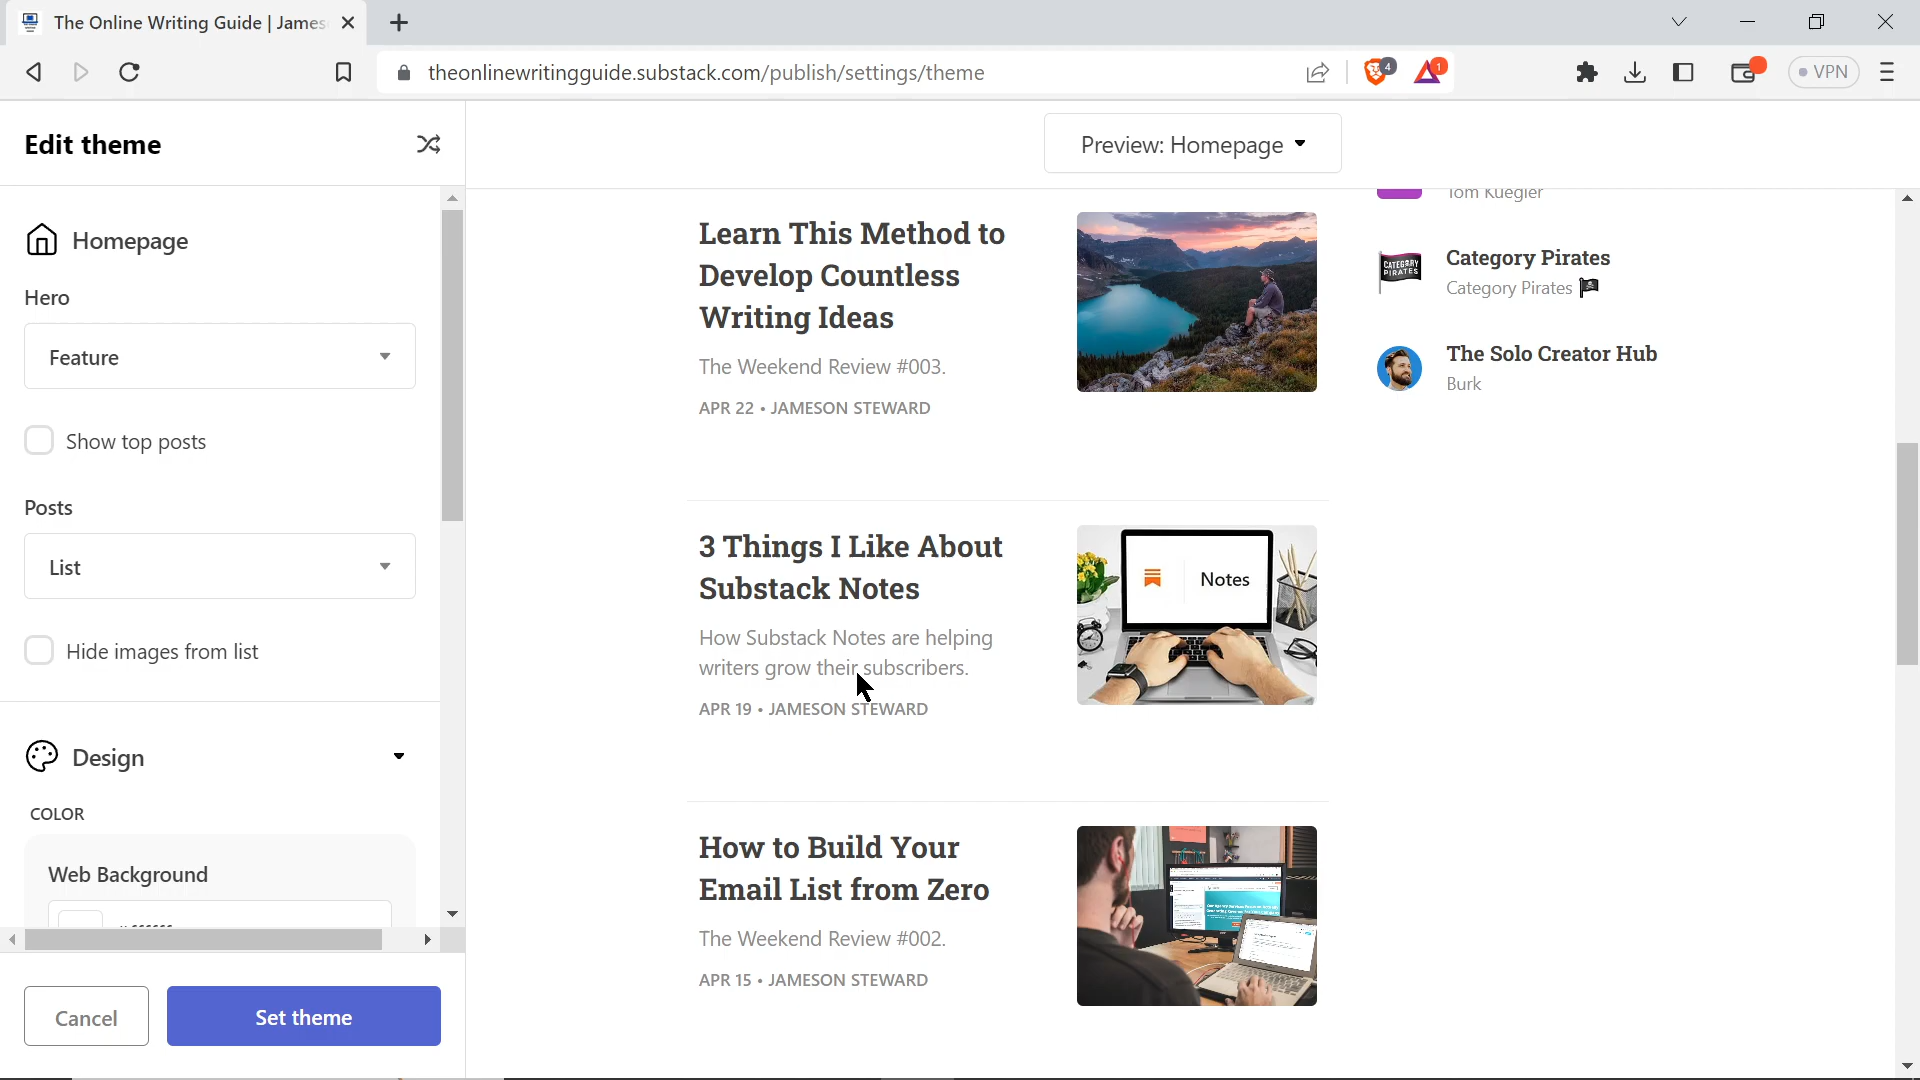 The Online Writing Guide | James
theonlinewritingguide.substack.com/publish/settings/theme
4
1
VPN
Edit theme
Preview: Homepage
Homepage
Hero
Feature
Show top posts
Posts
List
Hide images from list
Design
COLOR
Web Background
Cancel
Set theme
Learn This Method to
Develop Countless
Writing Ideas
The Weekend Review #003.
APR 22 • JAMESON STEWARD
3 Things I Like About
Substack Notes
How Substack Notes are helping
writers grow their subscribers.
APR 19 • JAMESON STEWARD
Notes
How to Build Your
Email List from Zero
The Weekend Review #002.
APR 15 • JAMESON STEWARD
Tom Kuegler
CATEGORY
PIRATES
Category Pirates
Category Pirates
The Solo Creator Hub
Burk